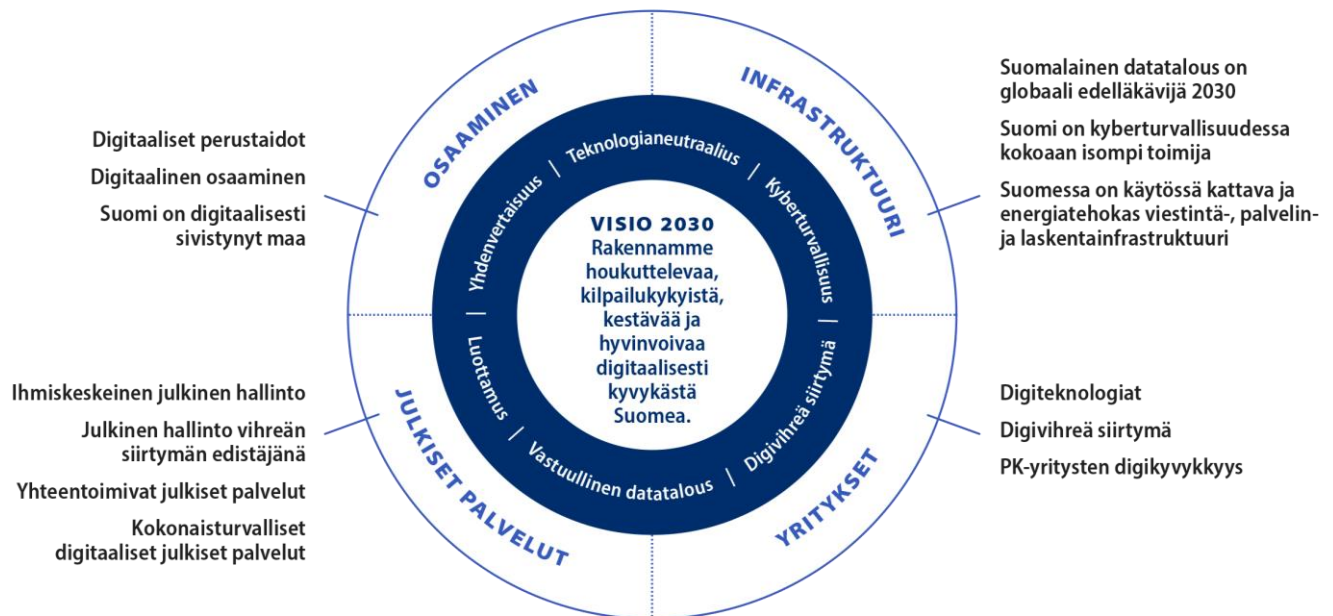 OSAAMINEN
Digitaaliset perustaidot
Digitaalinen osaaminen
Suomi on digitaalisesti
sivistynyt maa
INFRASTRUKTUURI
Suomalainen datatalous on
globaali edelläkävijä 2030
Suomi on kyberturvallisuudessa
kokoaan isompi toimija
Suomessa on käytössä kattava ja
energiatehokas viestintä-, palvelin-
ja laskentainfrastruktuuri
Yhdenvertaisuus | Teknologianeutraalius | Kyberturvallisuus |
Digivihreä siirtymä | Vastuullinen datatalous | Luottamus |
VISIO 2030
Rakennamme
houkuttelevaa,
kilpailukykyistä,
kestävää ja
hyvinvoivaa
digitaalisesti
kyvykästä
Suomea.
JULKISET PALVELUT
Ihmiskeskeinen julkinen hallinto
Julkinen hallinto vihreän
siirtymän edistäjänä
Yhteentoimivat julkiset palvelut
Kokonaisturvalliset
digitaaliset julkiset palvelut
YRITYKSET
Digiteknologiat
Digivihreä siirtymä
PK-yritysten digikyvykkyys